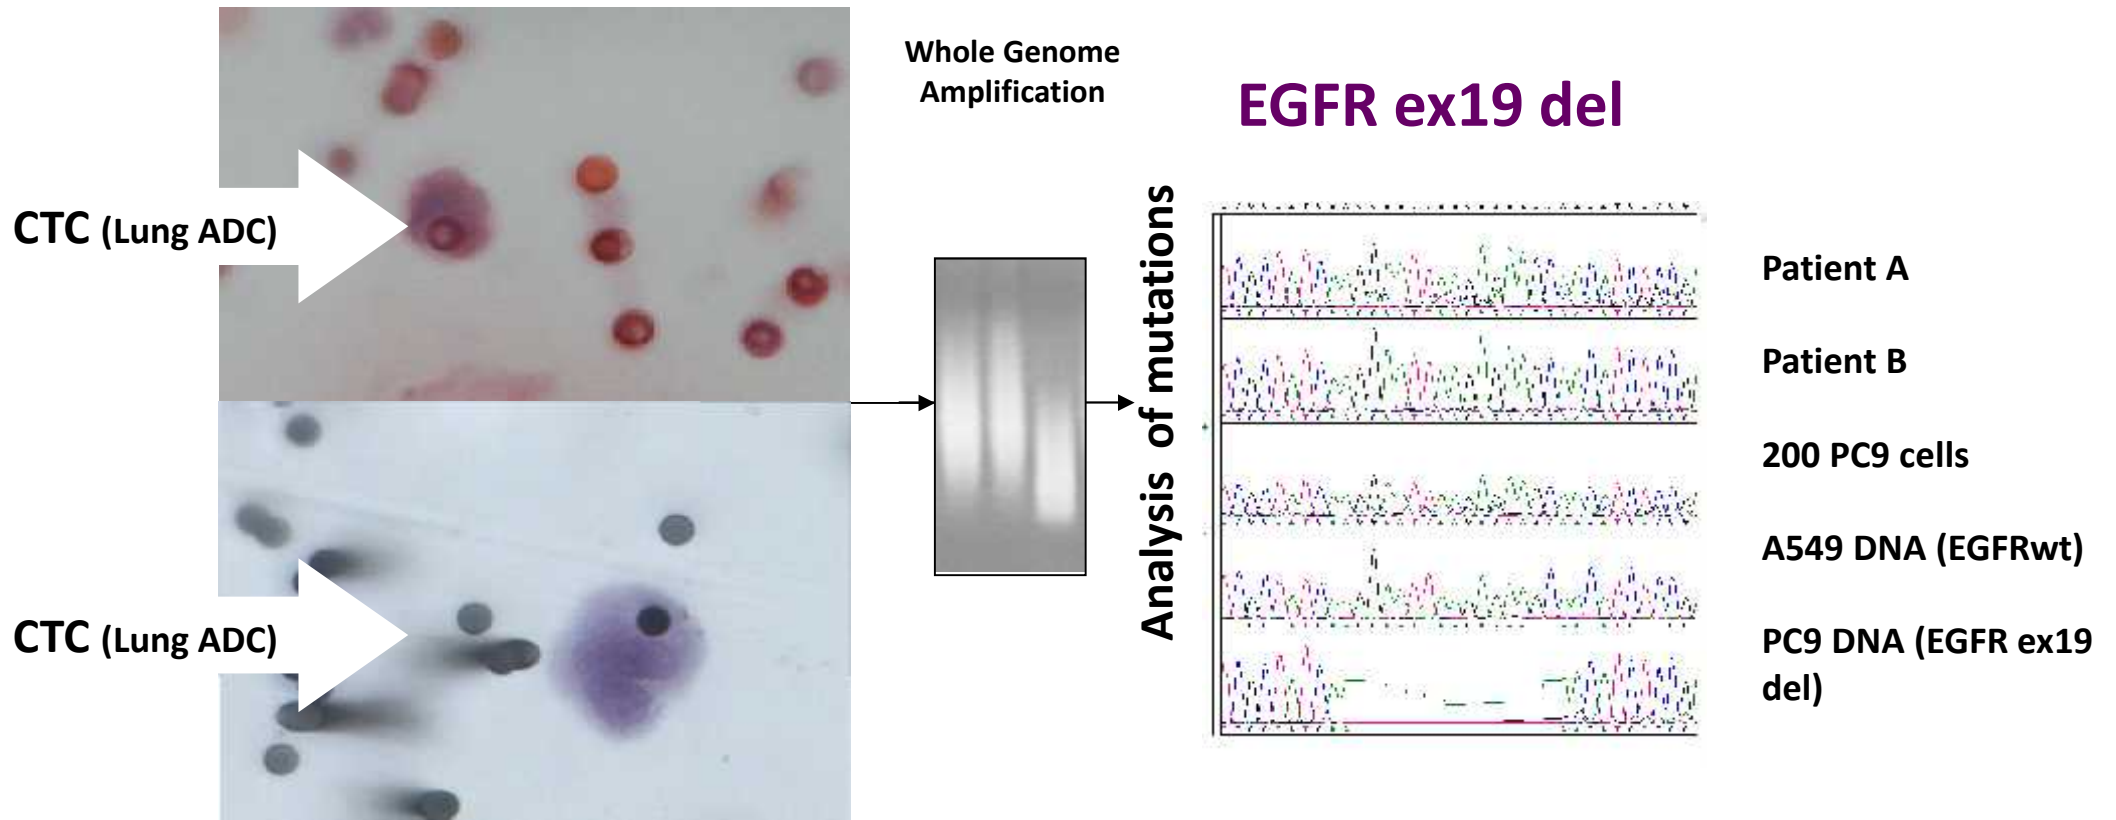 Whole Genome
Amplification
EGFR ex19 del
CTC (Lung ADC)
CTC (Lung ADC)
Analysis of mutations
Patient A
Patient B
200 PC9 cells
A549 DNA (EGFRwt)
PC9 DNA (EGFR ex19
del)